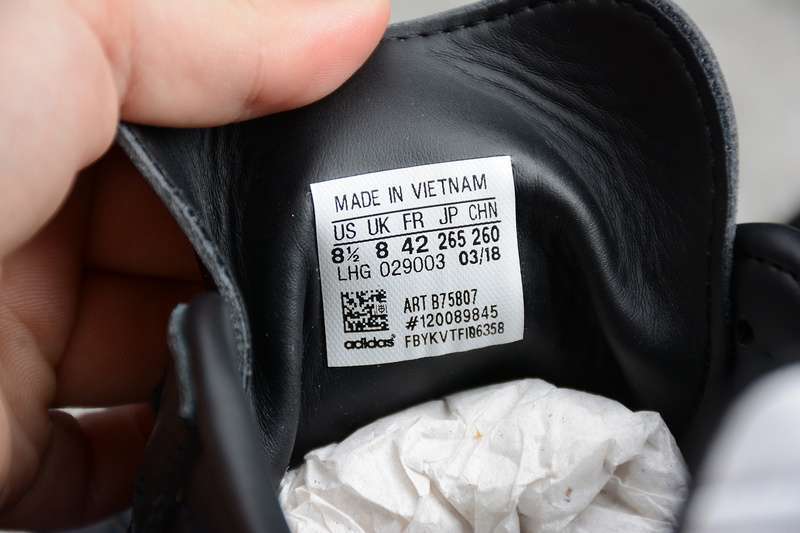 MADE IN VIETNAM
US UK FR JP CHN
8½ 8 42 265 260
LHG 029003 03/18
ART B75807
#120089845
adidas FBYKVTFIQ6358